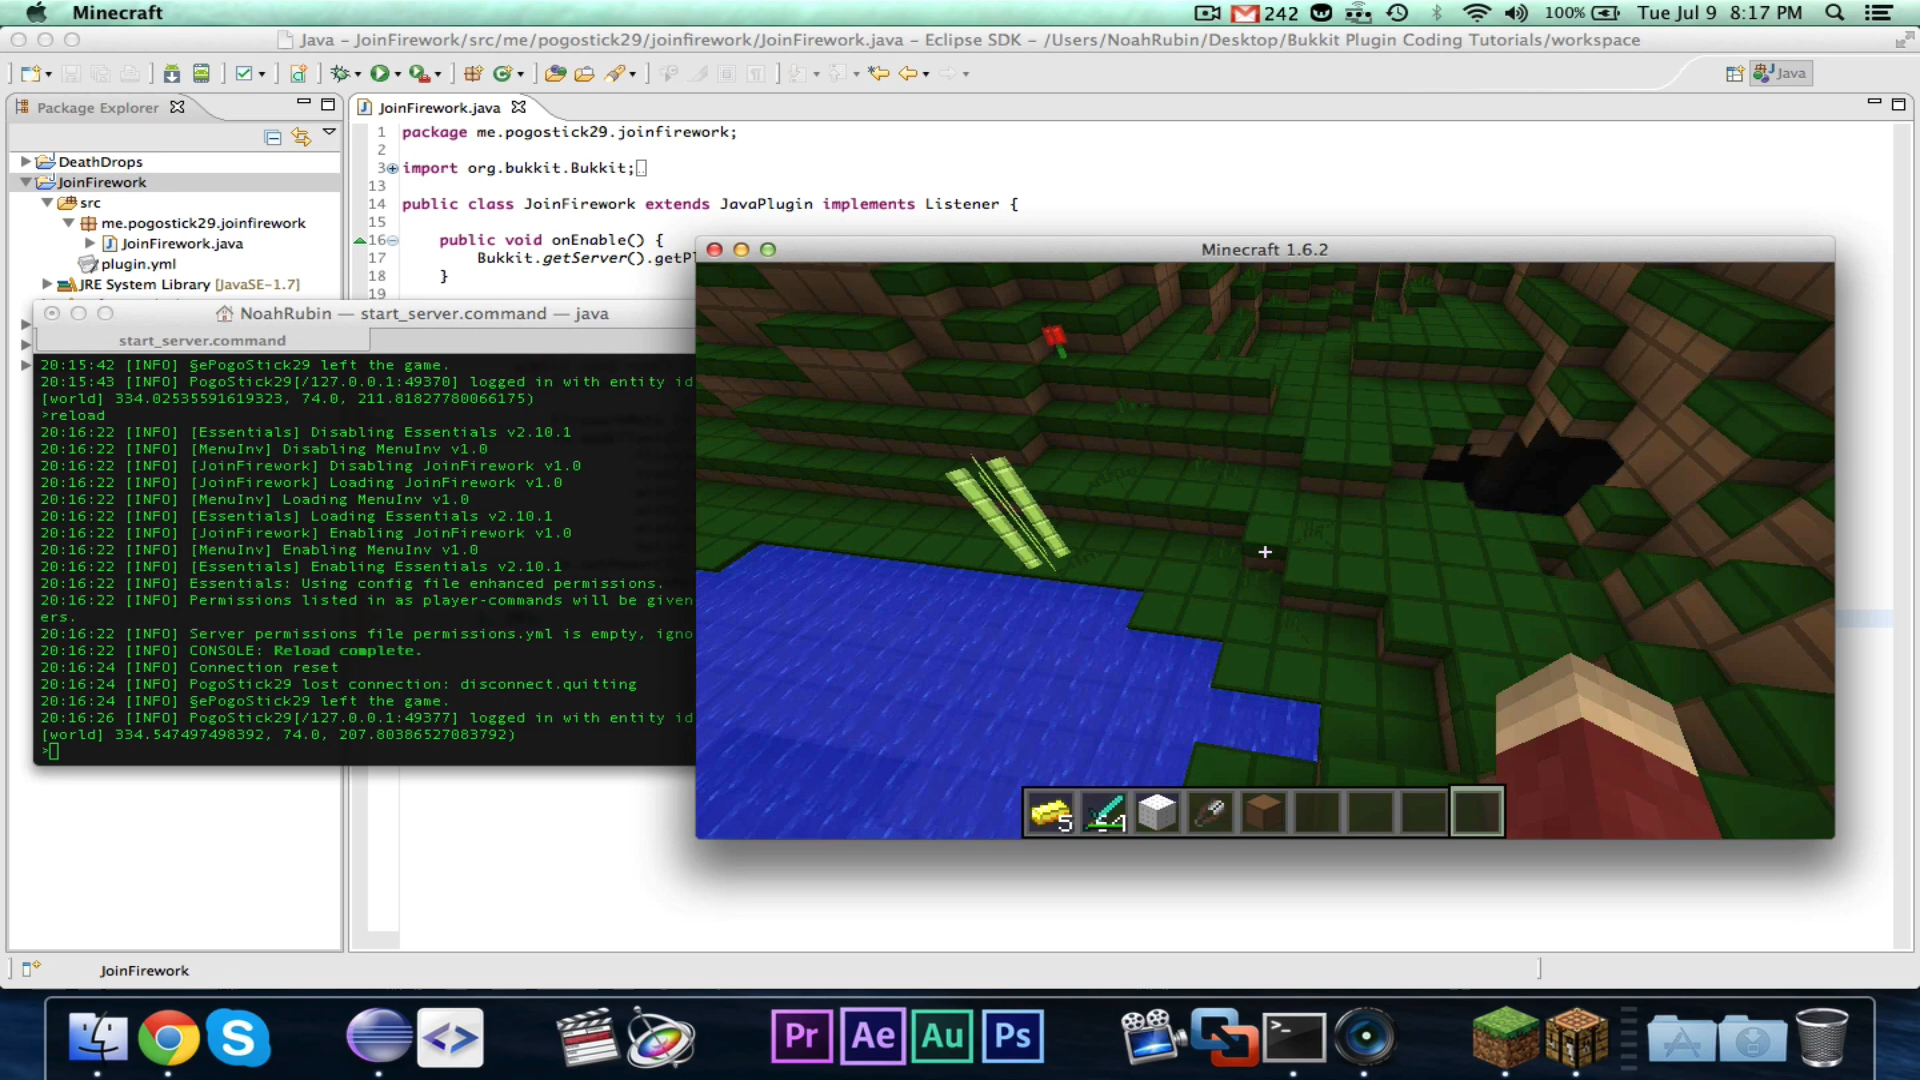 Minecraft
242
100%
Tue Jul 9 8:17 PM
Java – JoinFirework/src/me/pogostick29/joinfirework/JoinFirework.java – Eclipse SDK – /Users/NoahRubin/Desktop/Bukkit Plugin Coding Tutorials/workspace
Java
Package Explorer
DeathDrops
JoinFirework
src
me.pogostick29.joinfirework
JoinFirework.java
plugin.yml
JRE System Library [JavaSE-1.7]
JoinFirework.java
1 package me.pogostick29.joinfirework;
2
3 import org.bukkit.Bukkit;
13
14 public class JoinFirework extends JavaPlugin implements Listener {
15
16 public void onEnable() {
17 Bukkit.getServer().getPl
18 }
19
NoahRubin — start_server.command — java
start_server.command
20:15:42 [INFO] §ePogoStick29 left the game.
20:15:43 [INFO] PogoStick29[/127.0.0.1:49370] logged in with entity id
[world] 334.02535591619323, 74.0, 211.81827780066175)
>reload
20:16:22 [INFO] [Essentials] Disabling Essentials v2.10.1
20:16:22 [INFO] [MenuInv] Disabling MenuInv v1.0
20:16:22 [INFO] [JoinFirework] Disabling JoinFirework v1.0
20:16:22 [INFO] [JoinFirework] Loading JoinFirework v1.0
20:16:22 [INFO] [MenuInv] Loading MenuInv v1.0
20:16:22 [INFO] [Essentials] Loading Essentials v2.10.1
20:16:22 [INFO] [JoinFirework] Enabling JoinFirework v1.0
20:16:22 [INFO] [MenuInv] Enabling MenuInv v1.0
20:16:22 [INFO] [Essentials] Enabling Essentials v2.10.1
20:16:22 [INFO] Essentials: Using config file enhanced permissions.
20:16:22 [INFO] Permissions listed in as player-commands will be given
ers.
20:16:22 [INFO] Server permissions file permissions.yml is empty, igno
20:16:22 [INFO] CONSOLE: Reload complete.
20:16:24 [INFO] Connection reset
20:16:24 [INFO] PogoStick29 lost connection: disconnect.quitting
20:16:24 [INFO] §ePogoStick29 left the game.
20:16:26 [INFO] PogoStick29[/127.0.0.1:49377] logged in with entity id
[world] 334.547497498392, 74.0, 207.80386527083792)
>
Minecraft 1.6.2
5
JoinFirework
Pr
Ae
Au
Ps